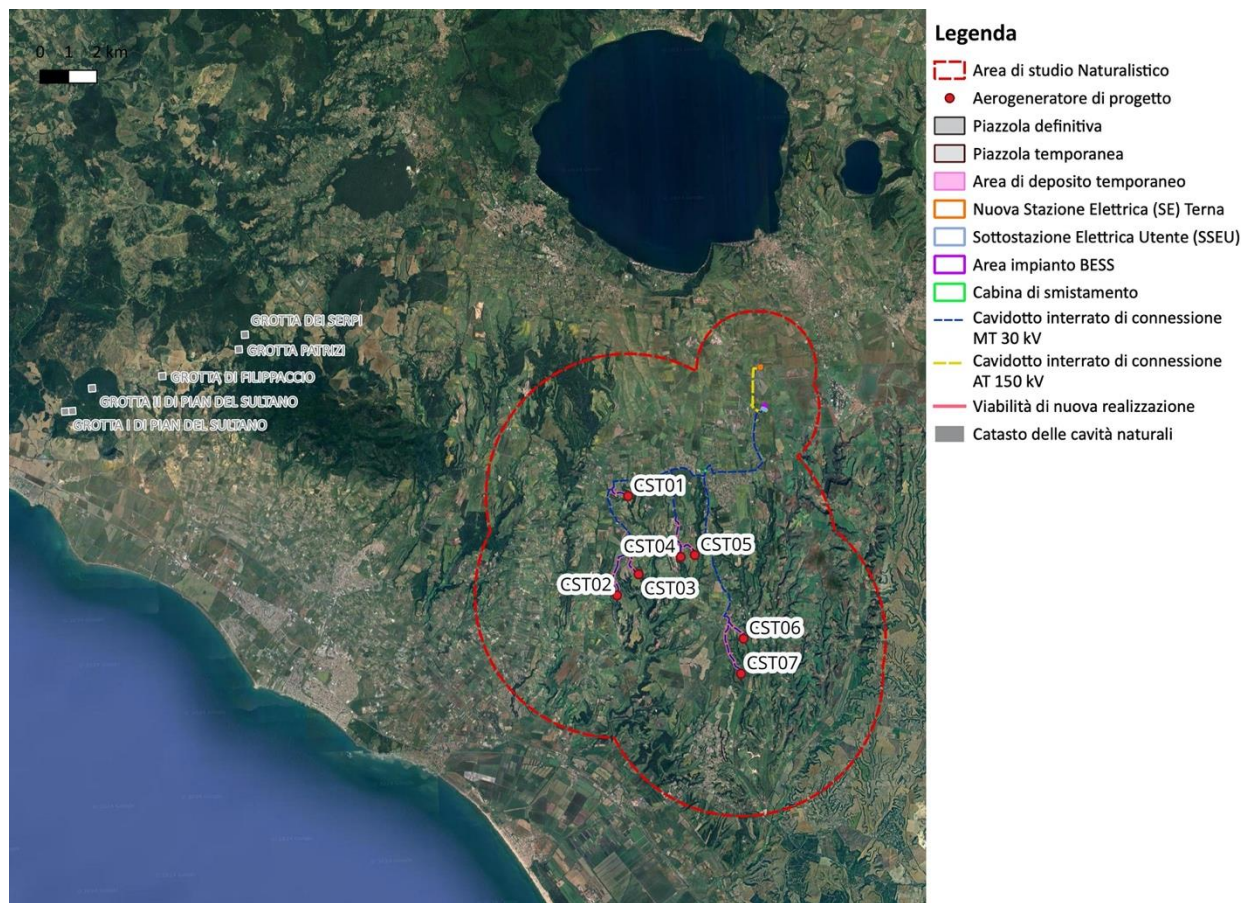 0 1 2 km
GROTTA DEI SERPI
GROTTA PATRIZI
GROTTA DI FILIPPACCIO
GROTTA II DI PIAN DEL SULTANO
GROTTA I DI PIAN DEL SULTANO
CST01
CST04
CST05
CST02
CST03
CST06
CST07
Legenda
Area di studio Naturalistico
Aerogeneratore di progetto
Piazzola definitiva
Piazzola temporanea
Area di deposito temporaneo
Nuova Stazione Elettrica (SE) Terna
Sottostazione Elettrica Utente (SSEU)
Area impianto BESS
Cabina di smistamento
Cavidotto interrato di connessione
MT 30 kV
Cavidotto interrato di connessione
AT 150 kV
Viabilità di nuova realizzazione
Catasto delle cavità naturali